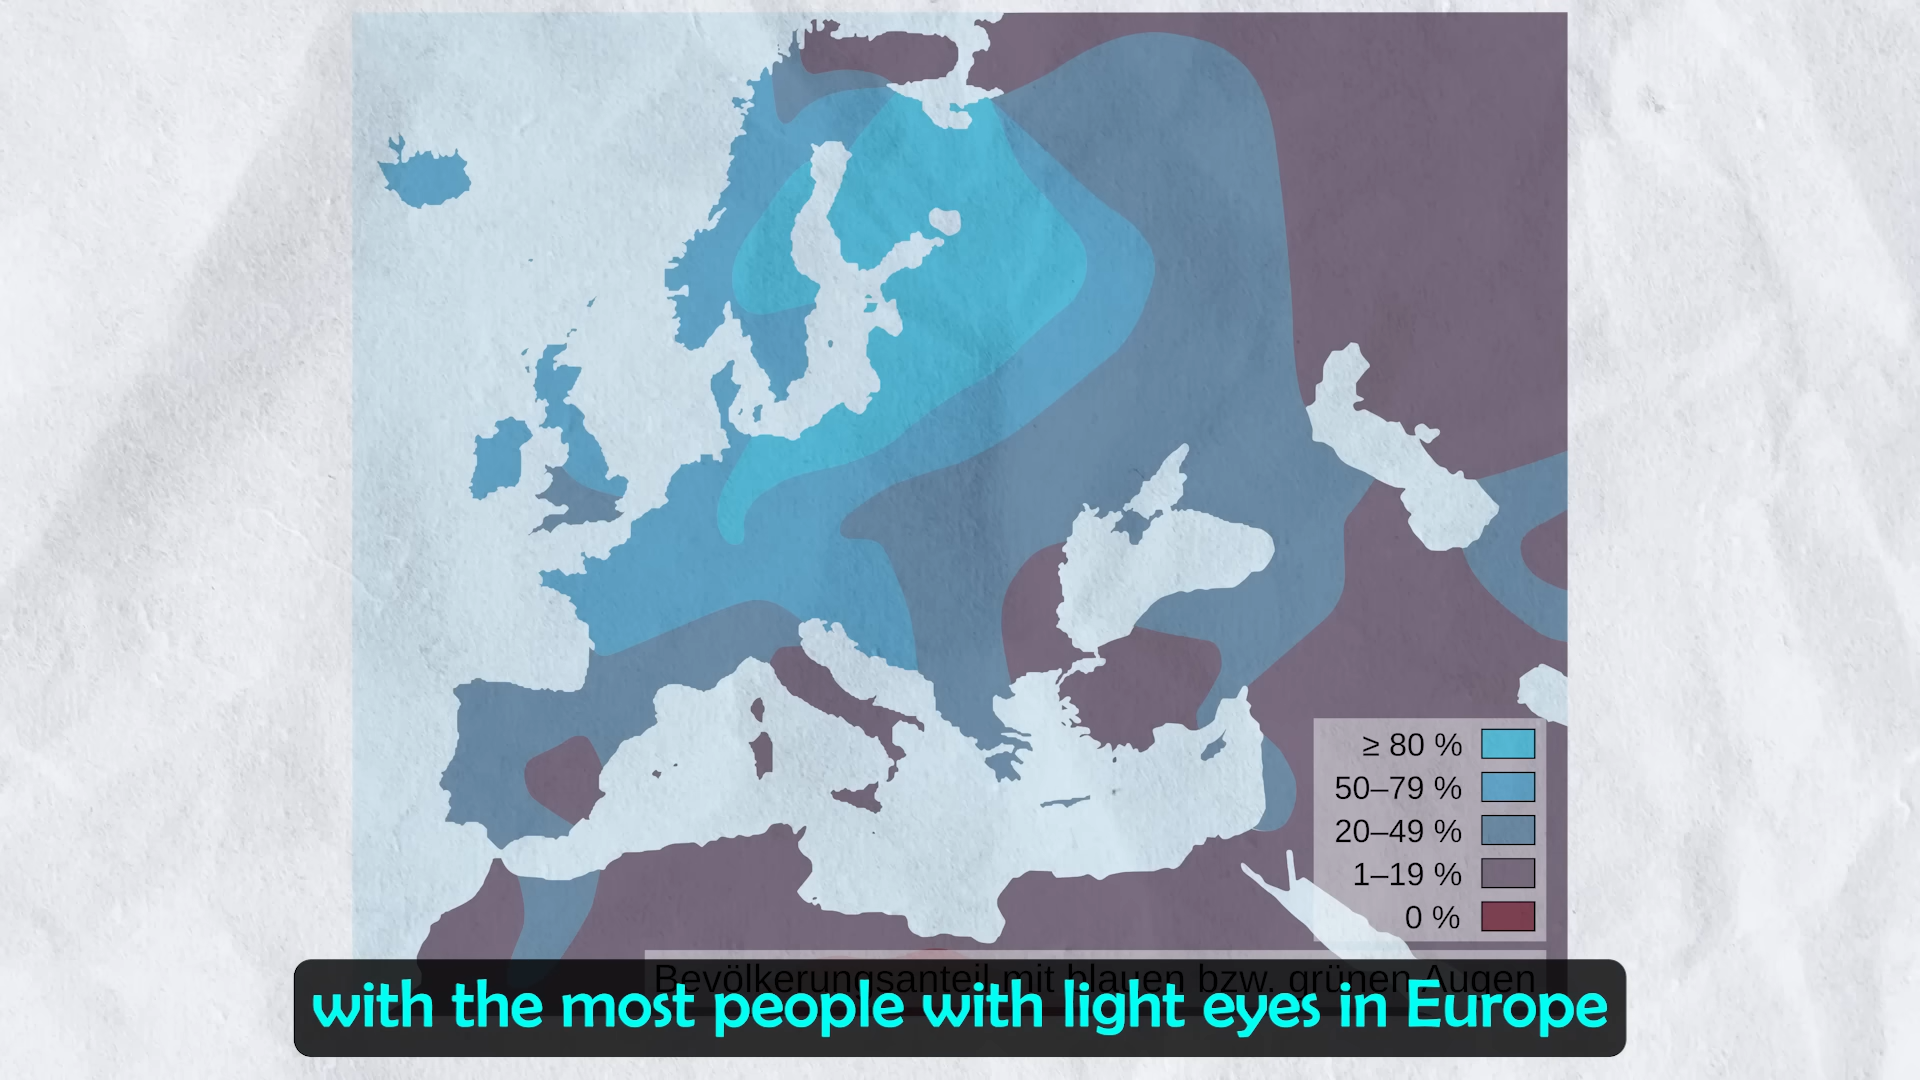 ≥ 80 %
50–79 %
20–49 %
1–19 %
0 %
Bevölkerungsanteil mit blauen bzw. grünen Augen
with the most people with light eyes in Europe